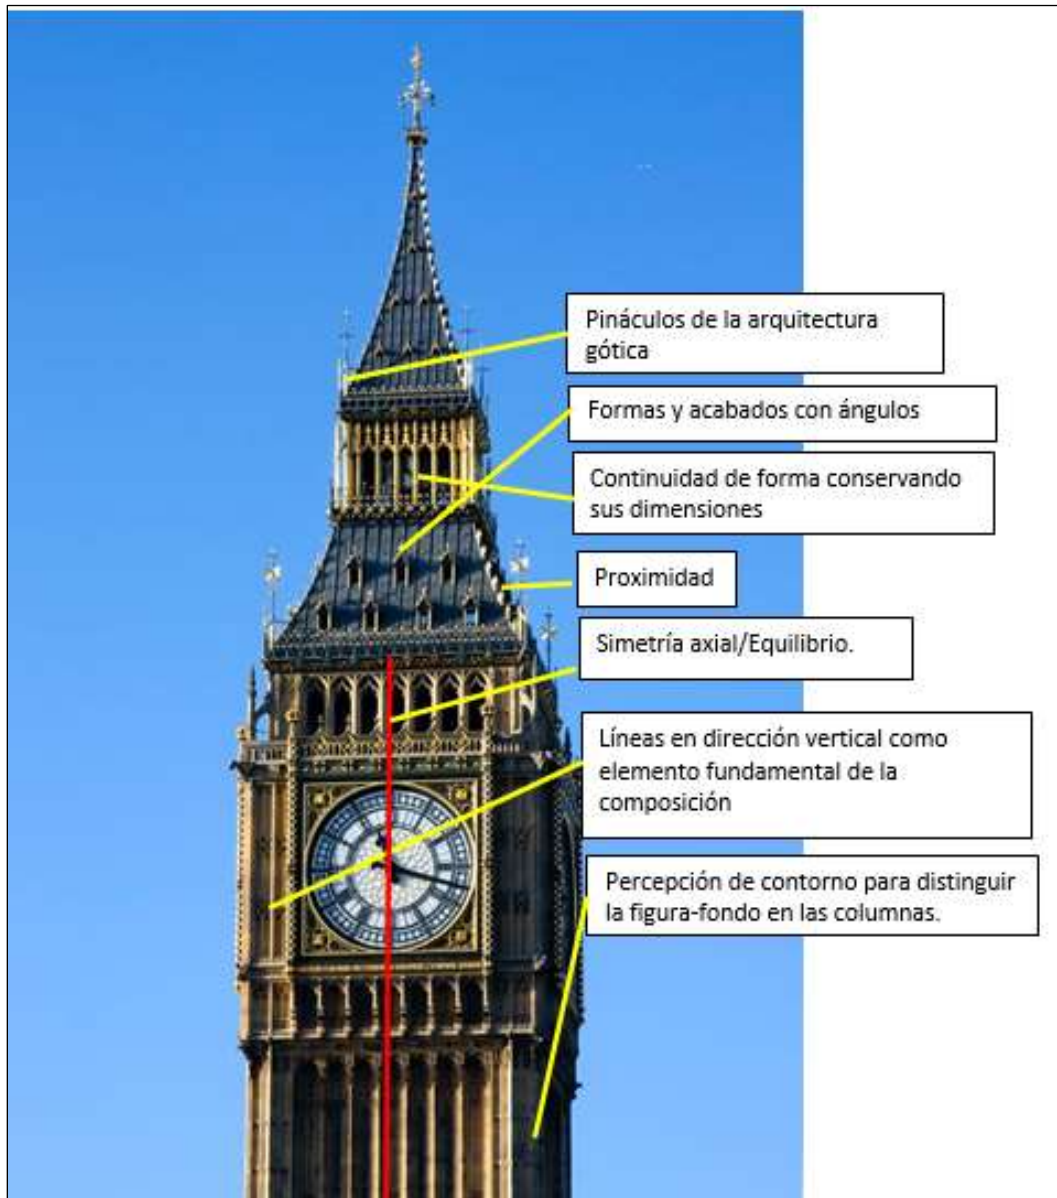 Pináculos de la arquitectura
gótica
Formas y acabados con ángulos
Continuidad de forma conservando
sus dimensiones
Proximidad
Simetría axial/Equilibrio.
Líneas en dirección vertical como
elemento fundamental de la
composición
Percepción de contorno para distinguir
la figura-fondo en las columnas.